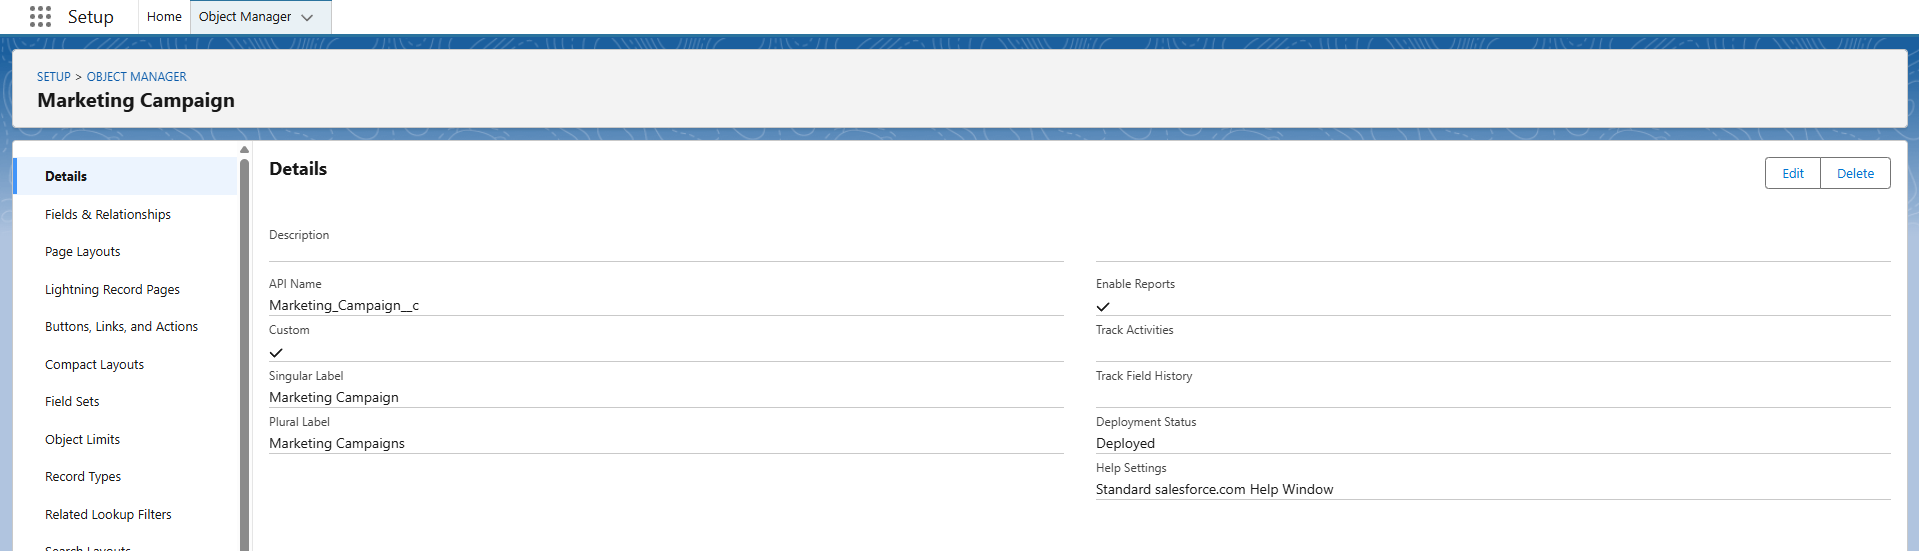 Setup
Home
Object Manager
SETUP > OBJECT MANAGER
Marketing Campaign
Details
Fields & Relationships
Page Layouts
Lightning Record Pages
Buttons, Links, and Actions
Compact Layouts
Field Sets
Object Limits
Record Types
Related Lookup Filters
Search Layouts
Details
Edit
Delete
Description
API Name
Marketing_Campaign__c
Custom
Singular Label
Marketing Campaign
Plural Label
Marketing Campaigns
Enable Reports
Track Activities
Track Field History
Deployment Status
Deployed
Help Settings
Standard salesforce.com Help Window